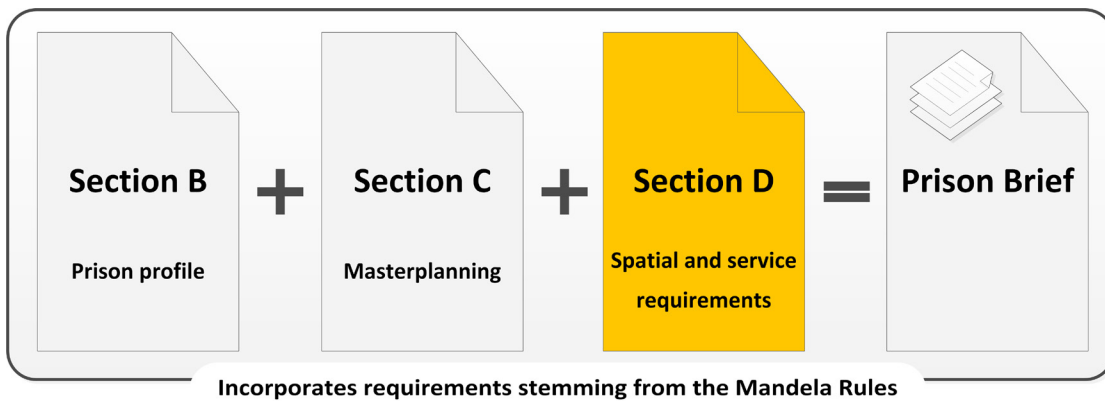 Section B
Prison profile
+
Section C
Masterplanning
+
Section D
Spatial and service
requirements
=
Prison Brief
Incorporates requirements stemming from the Mandela Rules